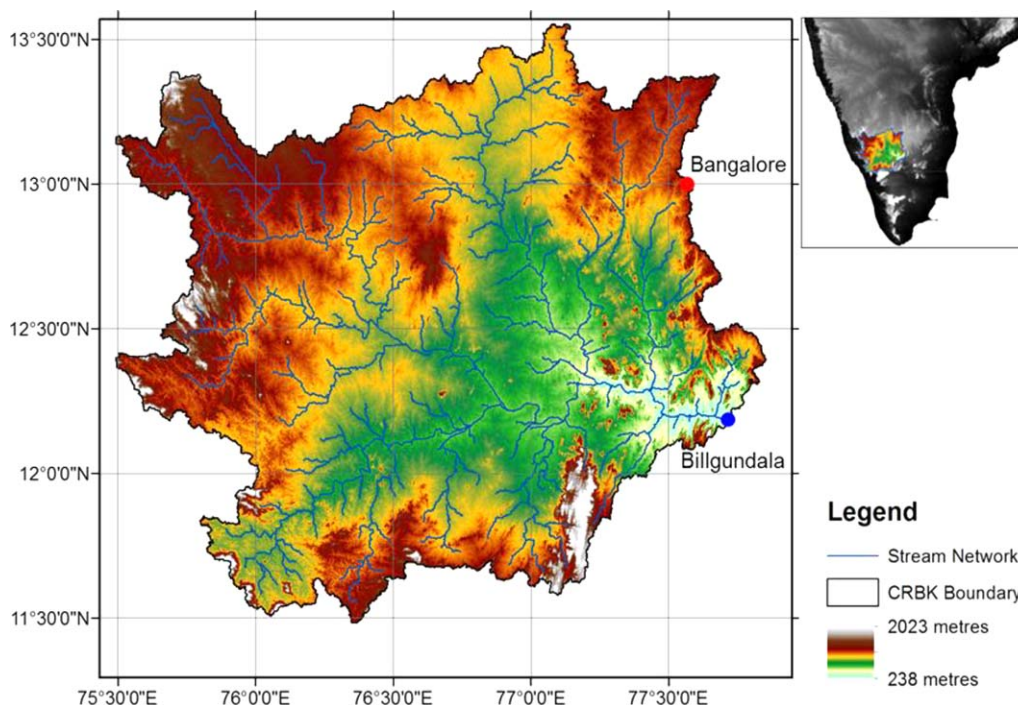 13°30'0"N
13°0'0"N
12°30'0"N
12°0'0"N
11°30'0"N
75°30'0"E
76°0'0"E
76°30'0"E
77°0'0"E
77°30'0"E
Bangalore
Billgundala
Legend
Stream Network
CRBK Boundary
2023 metres
238 metres